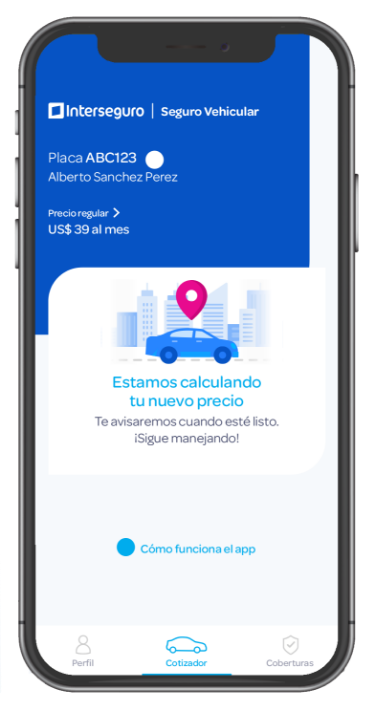 Interseguro | Seguro Vehicular
Placa ABC123
Alberto Sanchez Perez
Precio regular >
US$ 39 al mes
Estamos calculando
tu nuevo precio
Te avisaremos cuando esté listo.
¡Sigue manejando!
Cómo funciona el app
Perfil
Cotizador
Coberturas